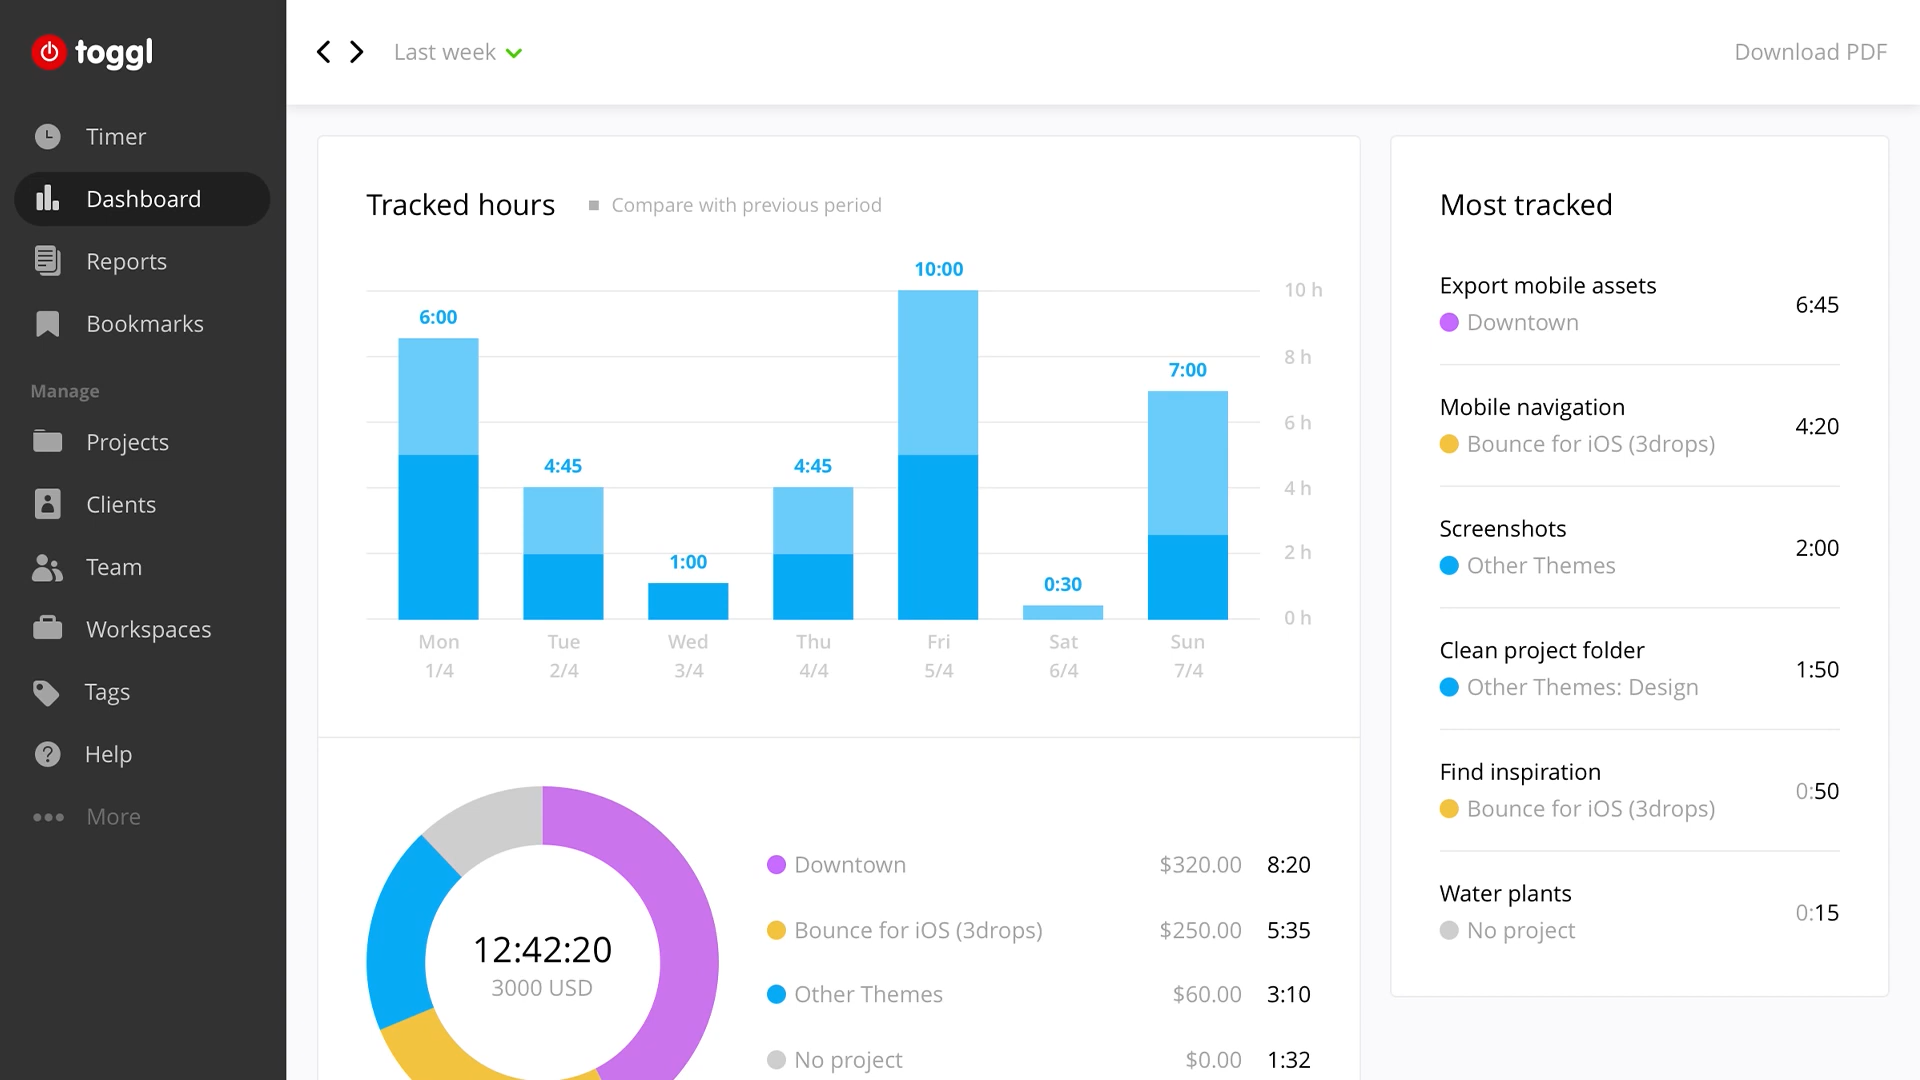 toggl
Timer
Dashboard
Reports
Bookmarks
Manage
Projects
Clients
Team
Workspaces
Tags
Help
More
Last week
Download PDF
Tracked hours
Compare with previous period
10:00
6:00
7:00
4:45
4:45
1:00
0:30
10 h
8 h
6 h
4 h
2 h
0 h
Mon Tue Wed Thu Fri Sat Sun
1/4 2/4 3/4 4/4 5/4 6/4 7/4
12:42:20
3000 USD
Downtown $320.00 8:20
Bounce for iOS (3drops) $250.00 5:35
Other Themes $60.00 3:10
No project $0.00 1:32
Most tracked
Export mobile assets
Downtown
6:45
Mobile navigation
Bounce for iOS (3drops)
4:20
Screenshots
Other Themes
2:00
Clean project folder
Other Themes: Design
1:50
Find inspiration
Bounce for iOS (3drops)
0:50
Water plants
No project
0:15